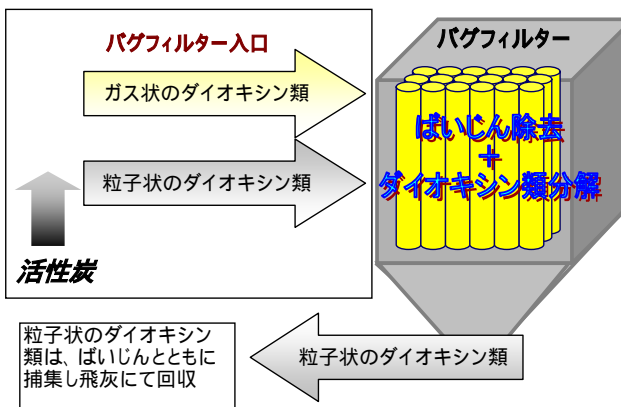 バグフィルター入口
ガス状のダイオキシン類
粒子状のダイオキシン類
活性炭
バグフィルター
ばいじん除去
+
ダイオキシン類分解
粒子状のダイオキシン
類は、ばいじんとともに
捕集し飛灰にて回収
粒子状のダイオキシン類